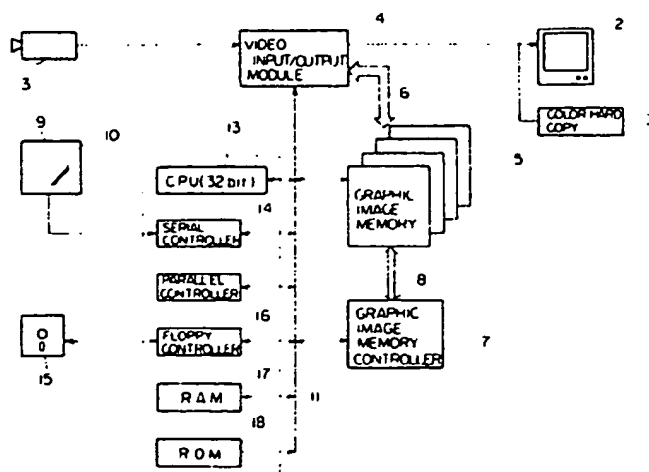 4
2
VIDEO
INPUT/OUTPUT
MODULE
3
6
COLOR HARD
COPY
9
10
13
5
CPU(32bit)
GRAPHIC
IMAGE
MEMORY
14
SERIAL
CONTROLLER
PARALLEL
CONTROLLER
8
16
GRAPHIC
IMAGE
MEMORY
CONTROLLER
7
FLOPPY
CONTROLLER
15
17
11
RAM
18
ROM